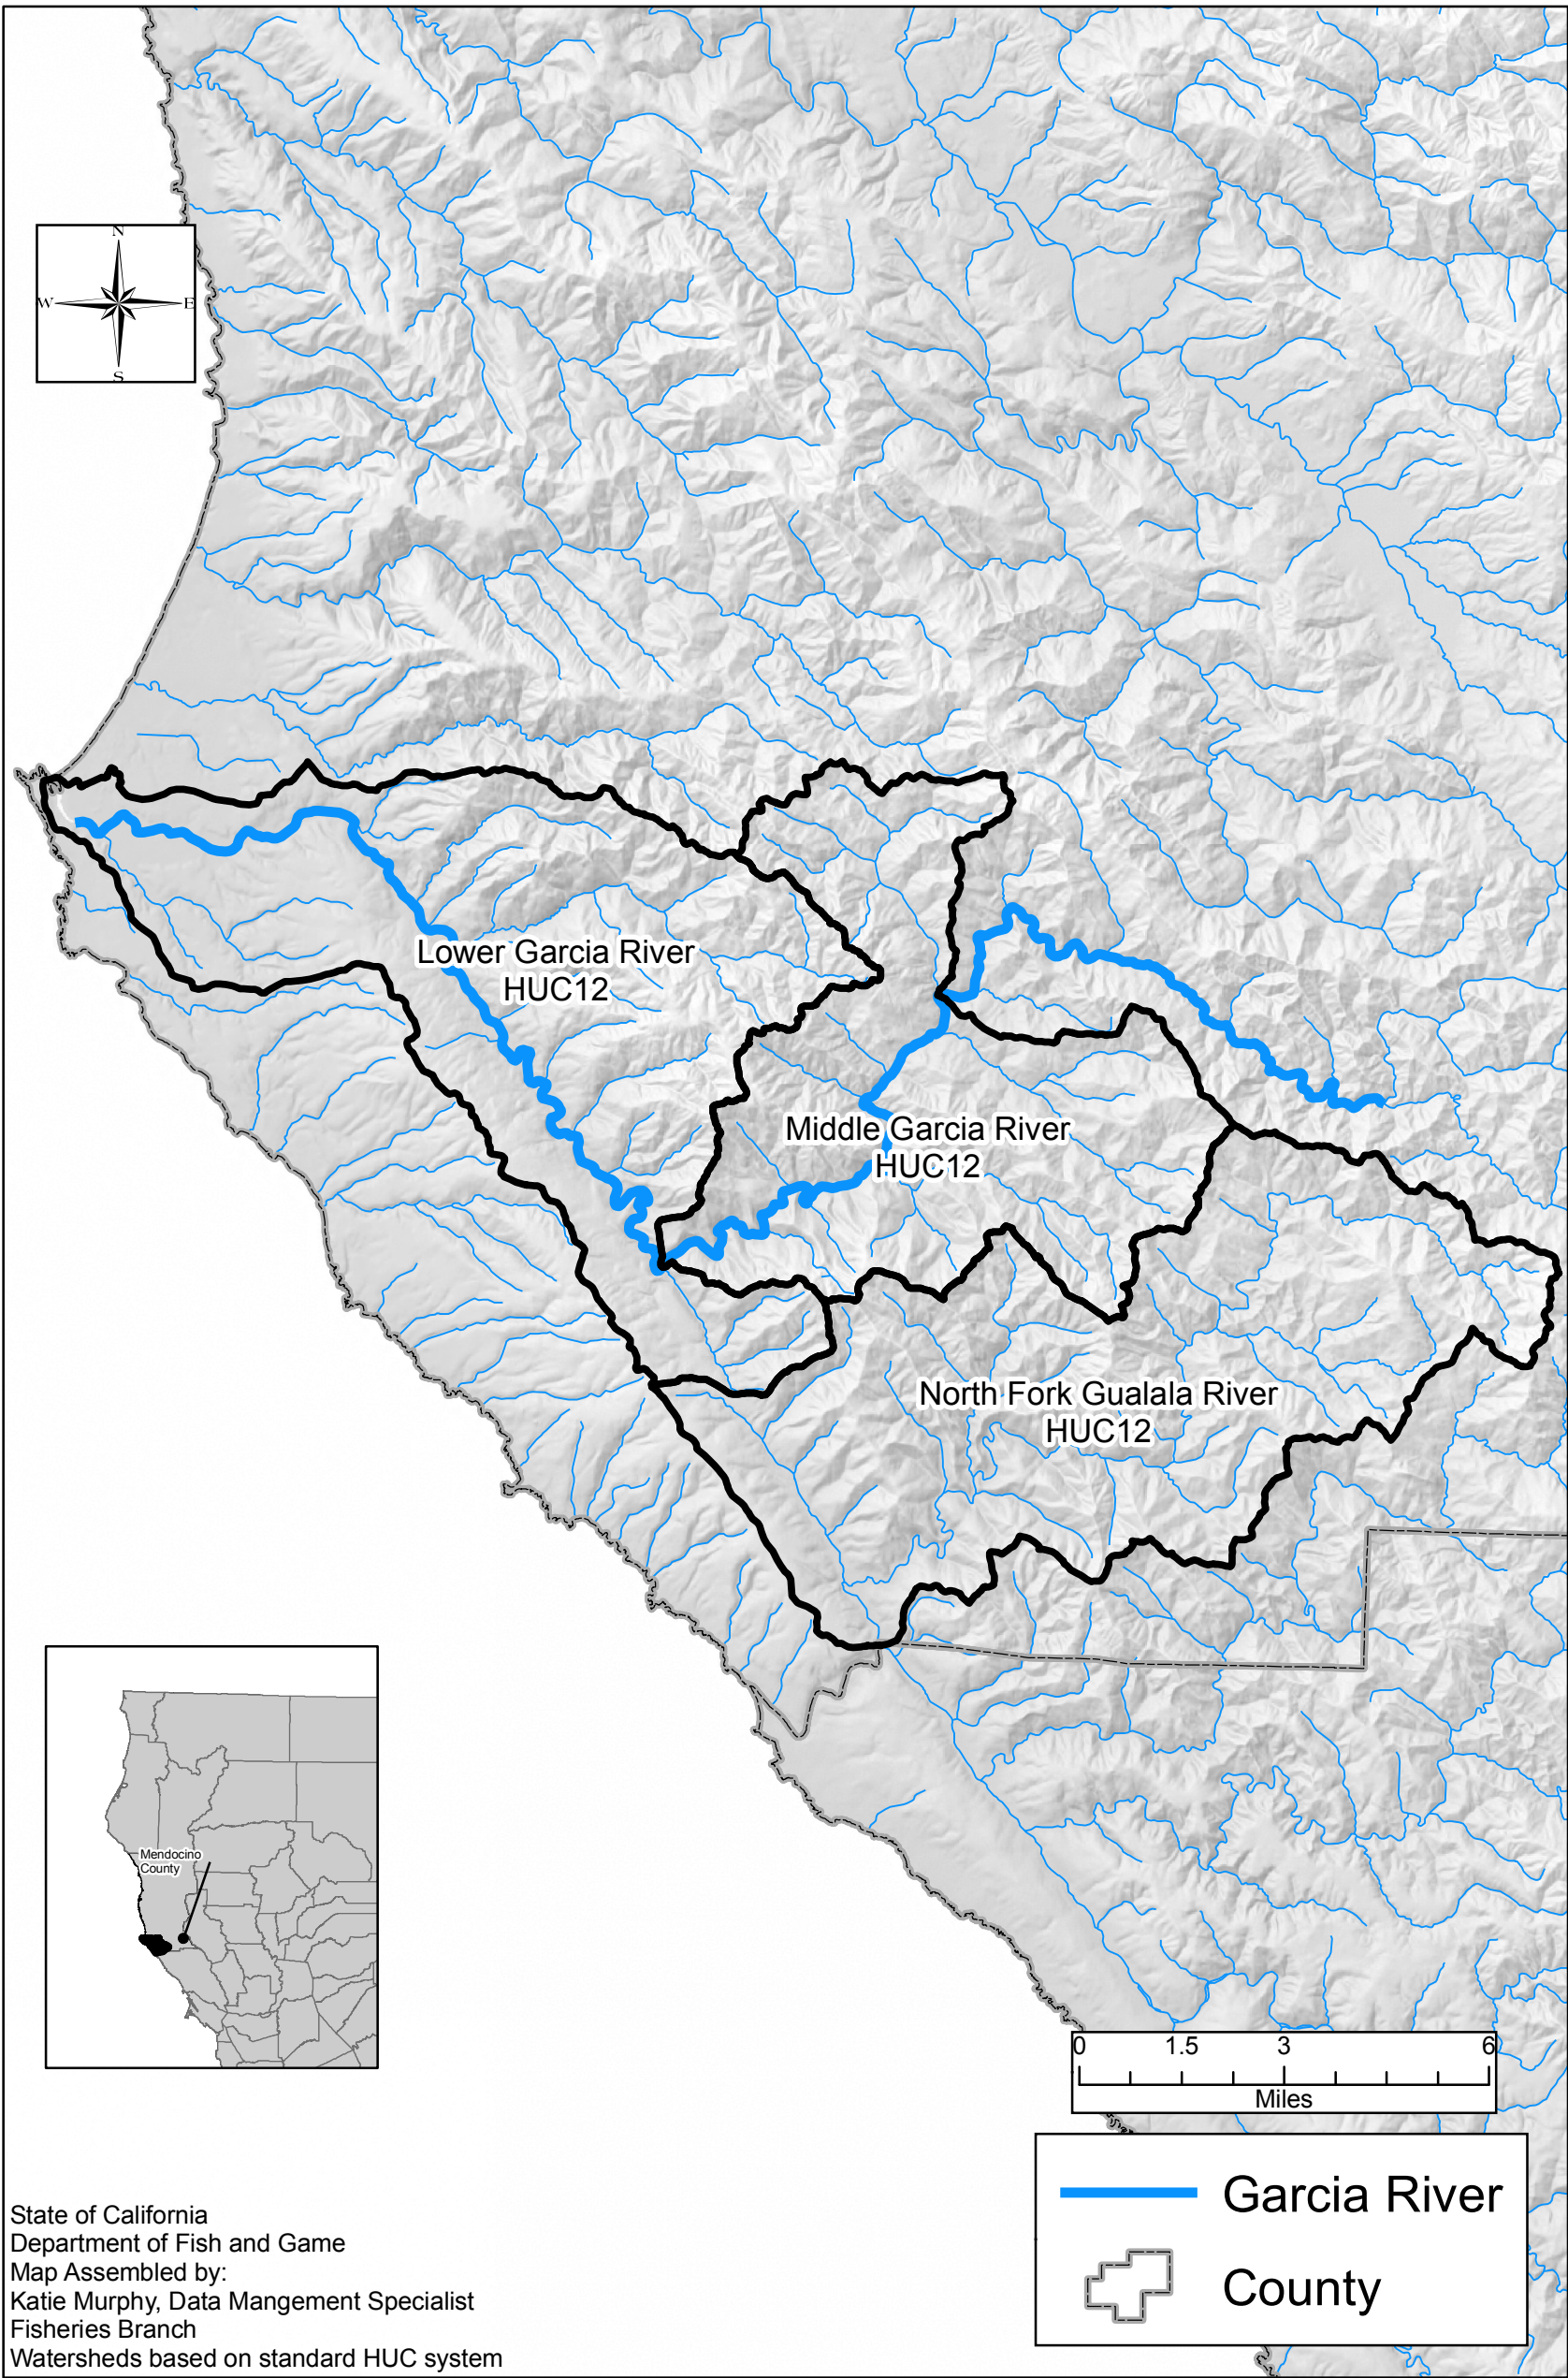 N
W E
S
Lower Garcia River
HUC12
Middle Garcia River
HUC12
North Fork Gualala River
HUC12
Mendocino
County
0 1.5 3 6
Miles
Garcia River
County
State of California
Department of Fish and Game
Map Assembled by:
Katie Murphy, Data Mangement Specialist
Fisheries Branch
Watersheds based on standard HUC system